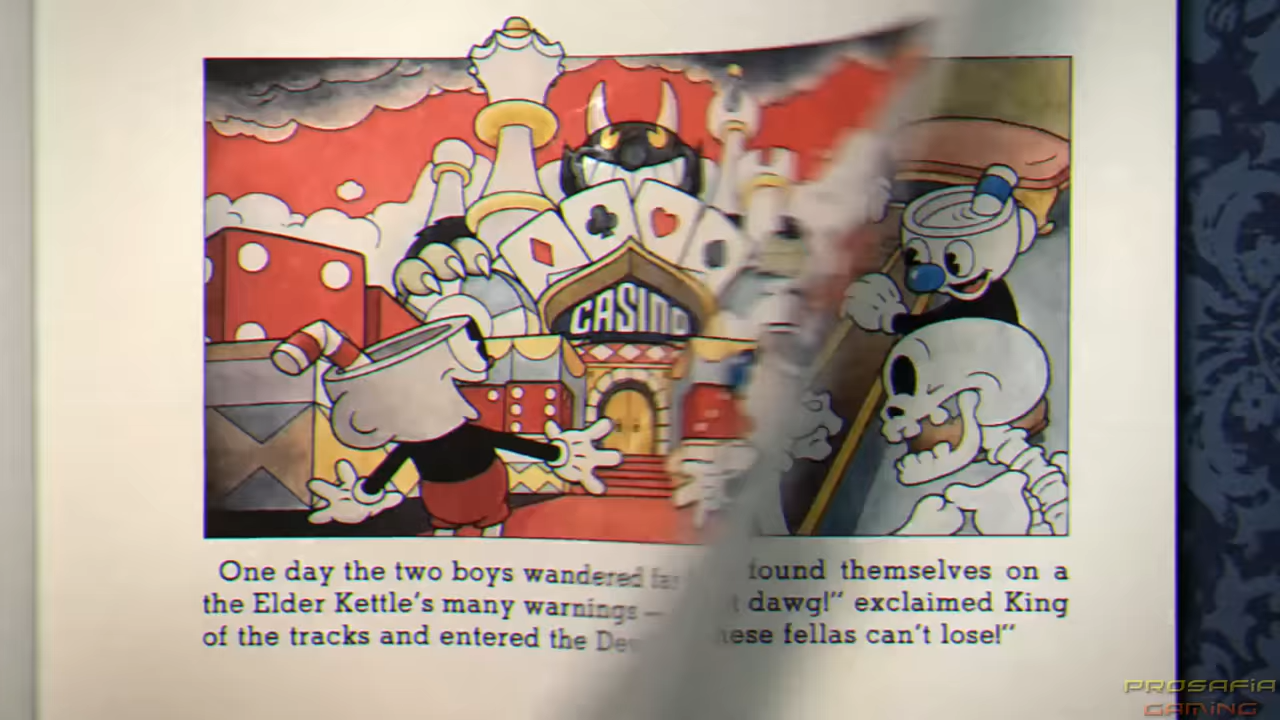 CASINO
One day the two boys wandered found themselves on a
the Elder Kettle's many warnings — dawg!" exclaimed King
of the tracks and entered the fellas can't lose!"
PROSAFIA
GAMING